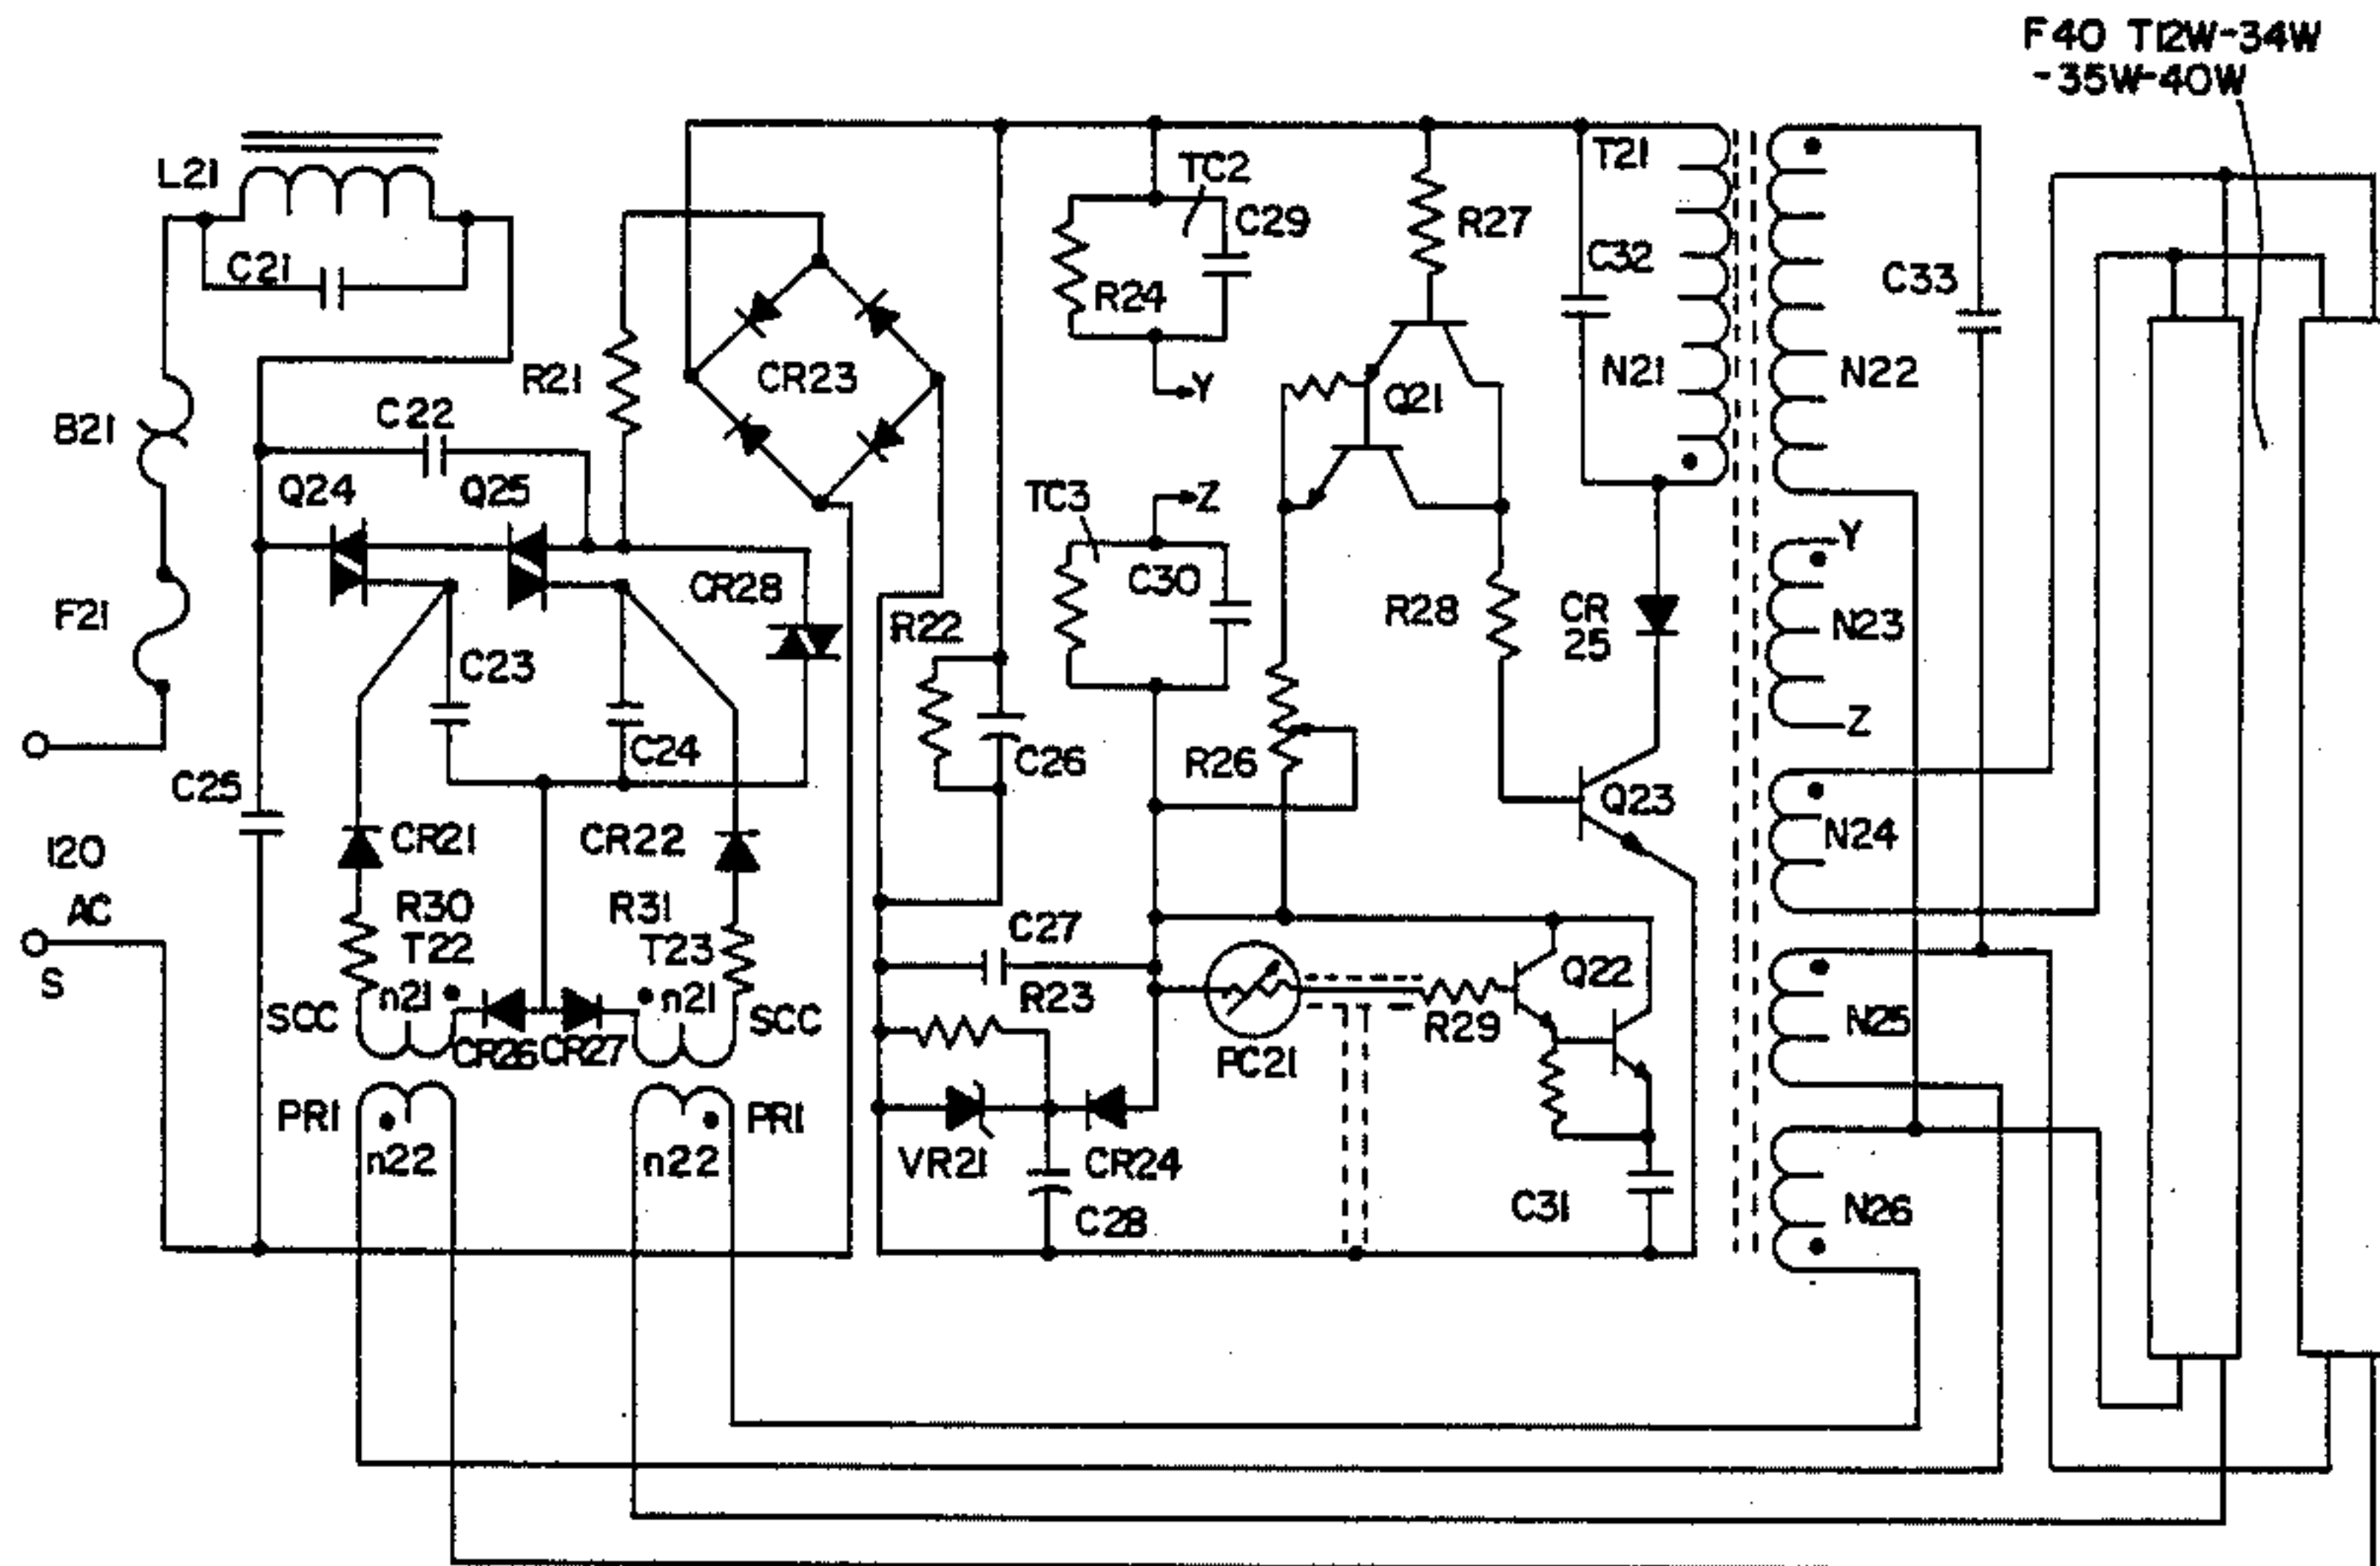 F40 T12W-34W
-35W-40W
L21
C21
B21
F21
120
AC
S
C22
Q24
Q25
R21
CR23
CR28
C23
C24
C25
CR21
CR22
R30
T22
R31
T23
n21
n21
SCC
SCC
CR26
CR27
PRI
PRI
n22
n22
TC2
C29
R24
Y
R27
Q21
T21
C32
N21
N22
C33
TC3
Z
C30
R22
C26
R26
R28
CR
25
Q23
Y
N23
Z
N24
C27
R23
PC21
R29
Q22
N25
VR21
CR24
C28
C31
N26